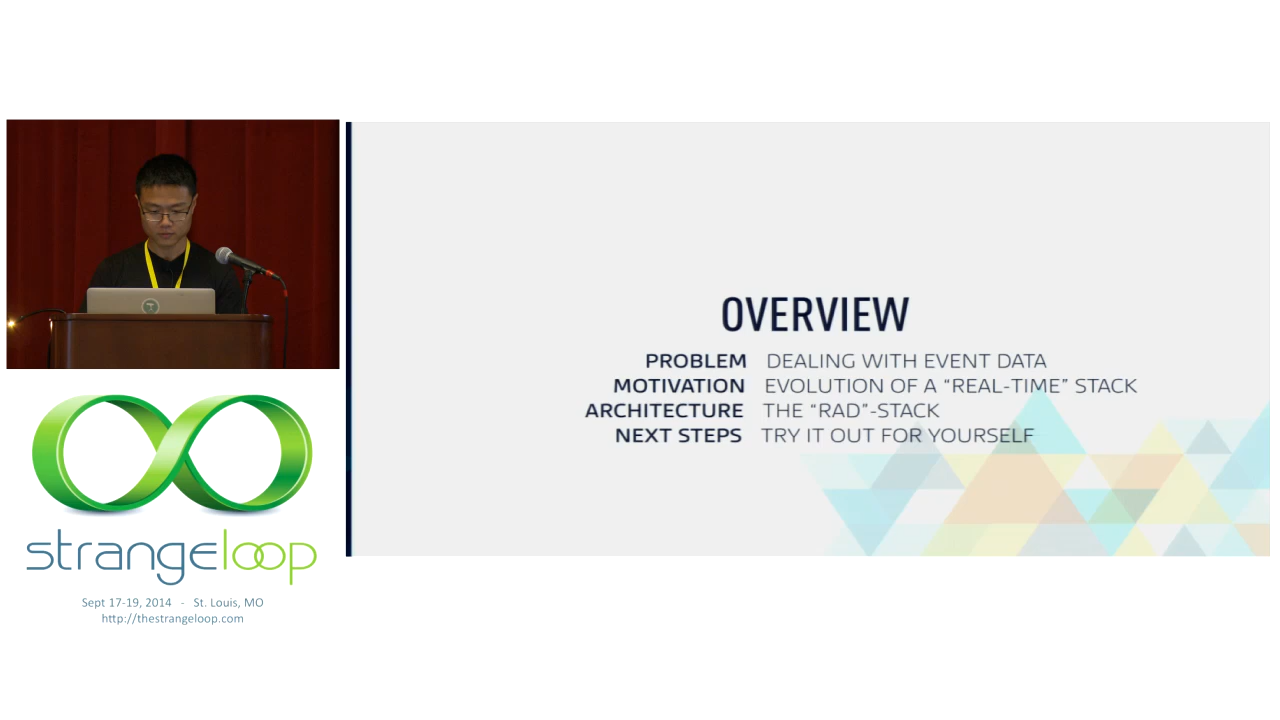 OVERVIEW
PROBLEM DEALING WITH EVENT DATA
MOTIVATION EVOLUTION OF A “REAL-TIME” STACK
ARCHITECTURE THE “RAD”-STACK
NEXT STEPS TRY IT OUT FOR YOURSELF
strangeloop
Sept 17-19, 2014 - St. Louis, MO
http://thestrangeloop.com